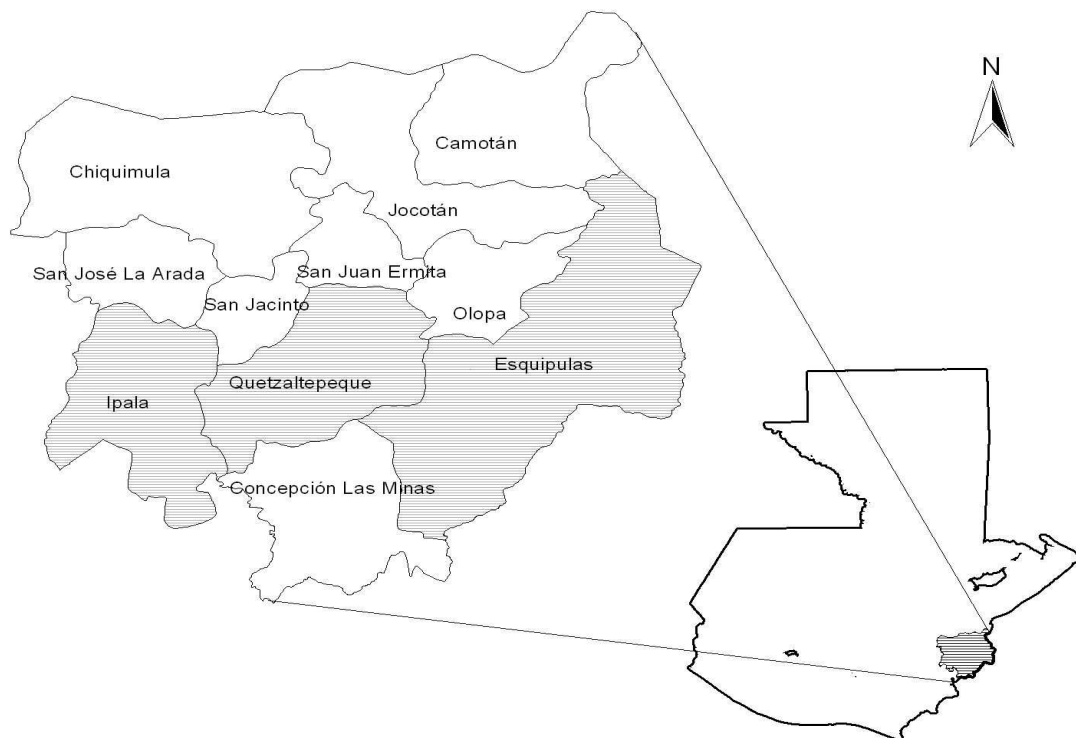 N
Camotán
Chiquimula
Jocotán
San José La Arada
San Juan Ermita
San Jacinto
Olopa
Esquipulas
Quetzaltepeque
Ipala
Concepción Las Minas